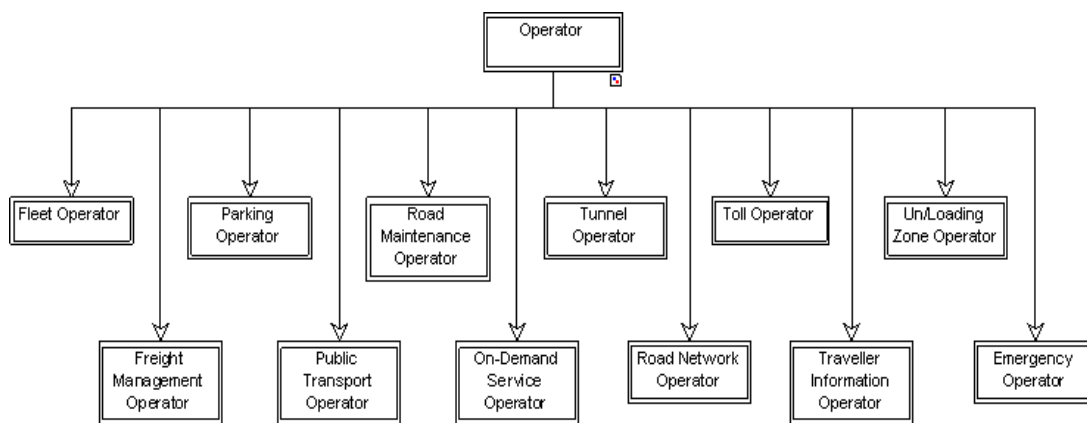 Operator
Fleet Operator
Parking
Operator
Road
Maintenance
Operator
Tunnel
Operator
Toll Operator
Un/Loading
Zone Operator
Freight
Management
Operator
Public
Transport
Operator
On-Demand
Service
Operator
Road Network
Operator
Traveller
Information
Operator
Emergency
Operator